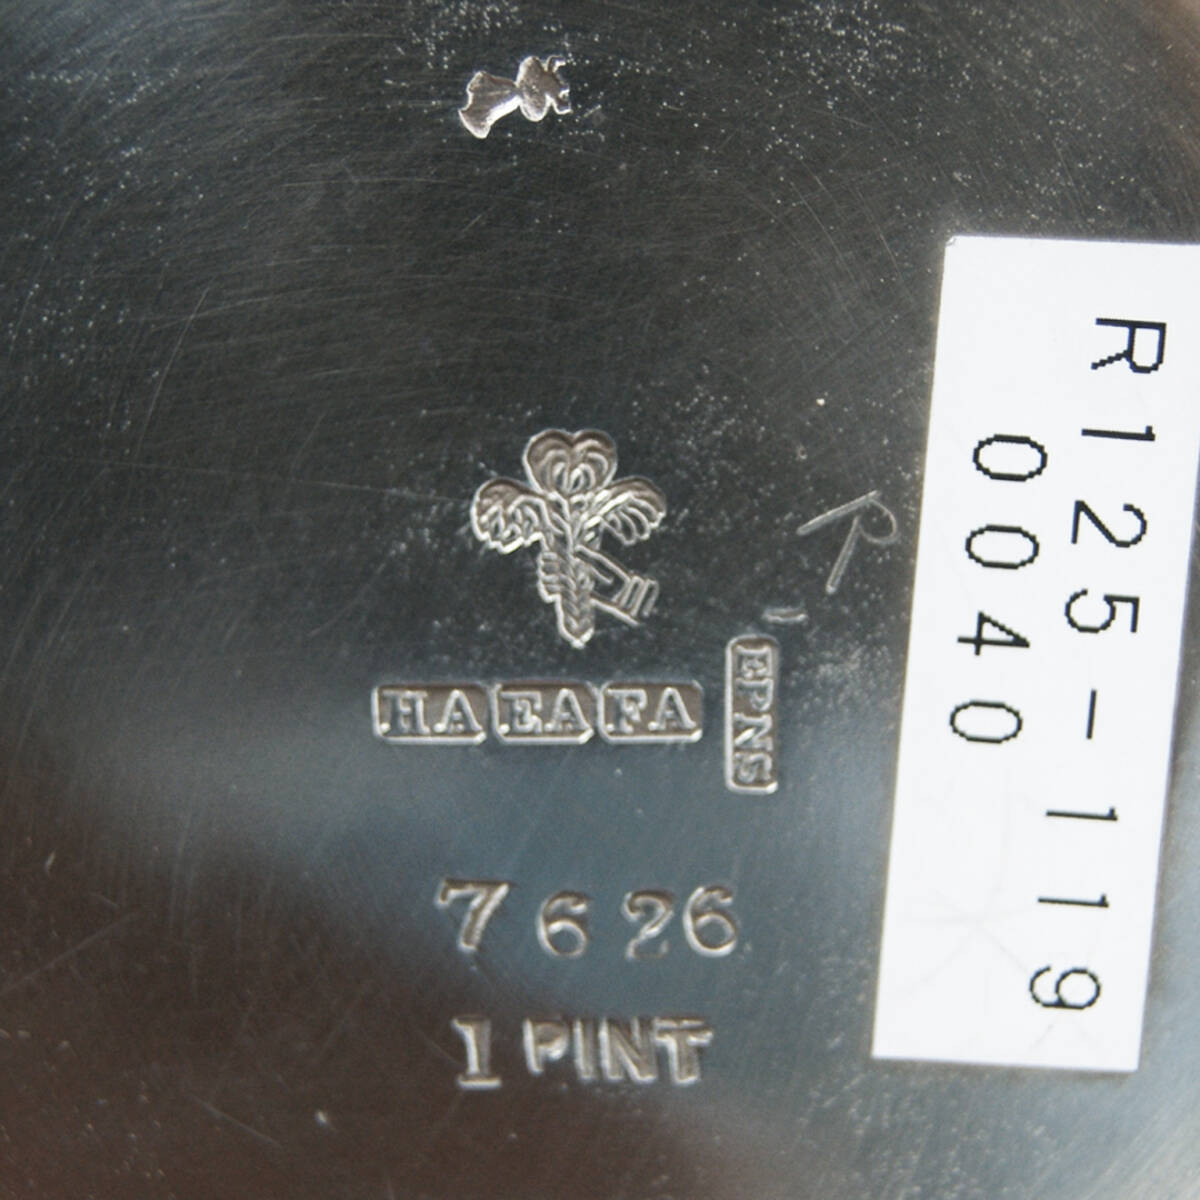 HA EA FA
EPNS
7626
1 PINT
R
R125-119
0040